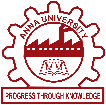 ANNA UNIVERSITY
PROGRESS THROUGH KNOWLEDGE